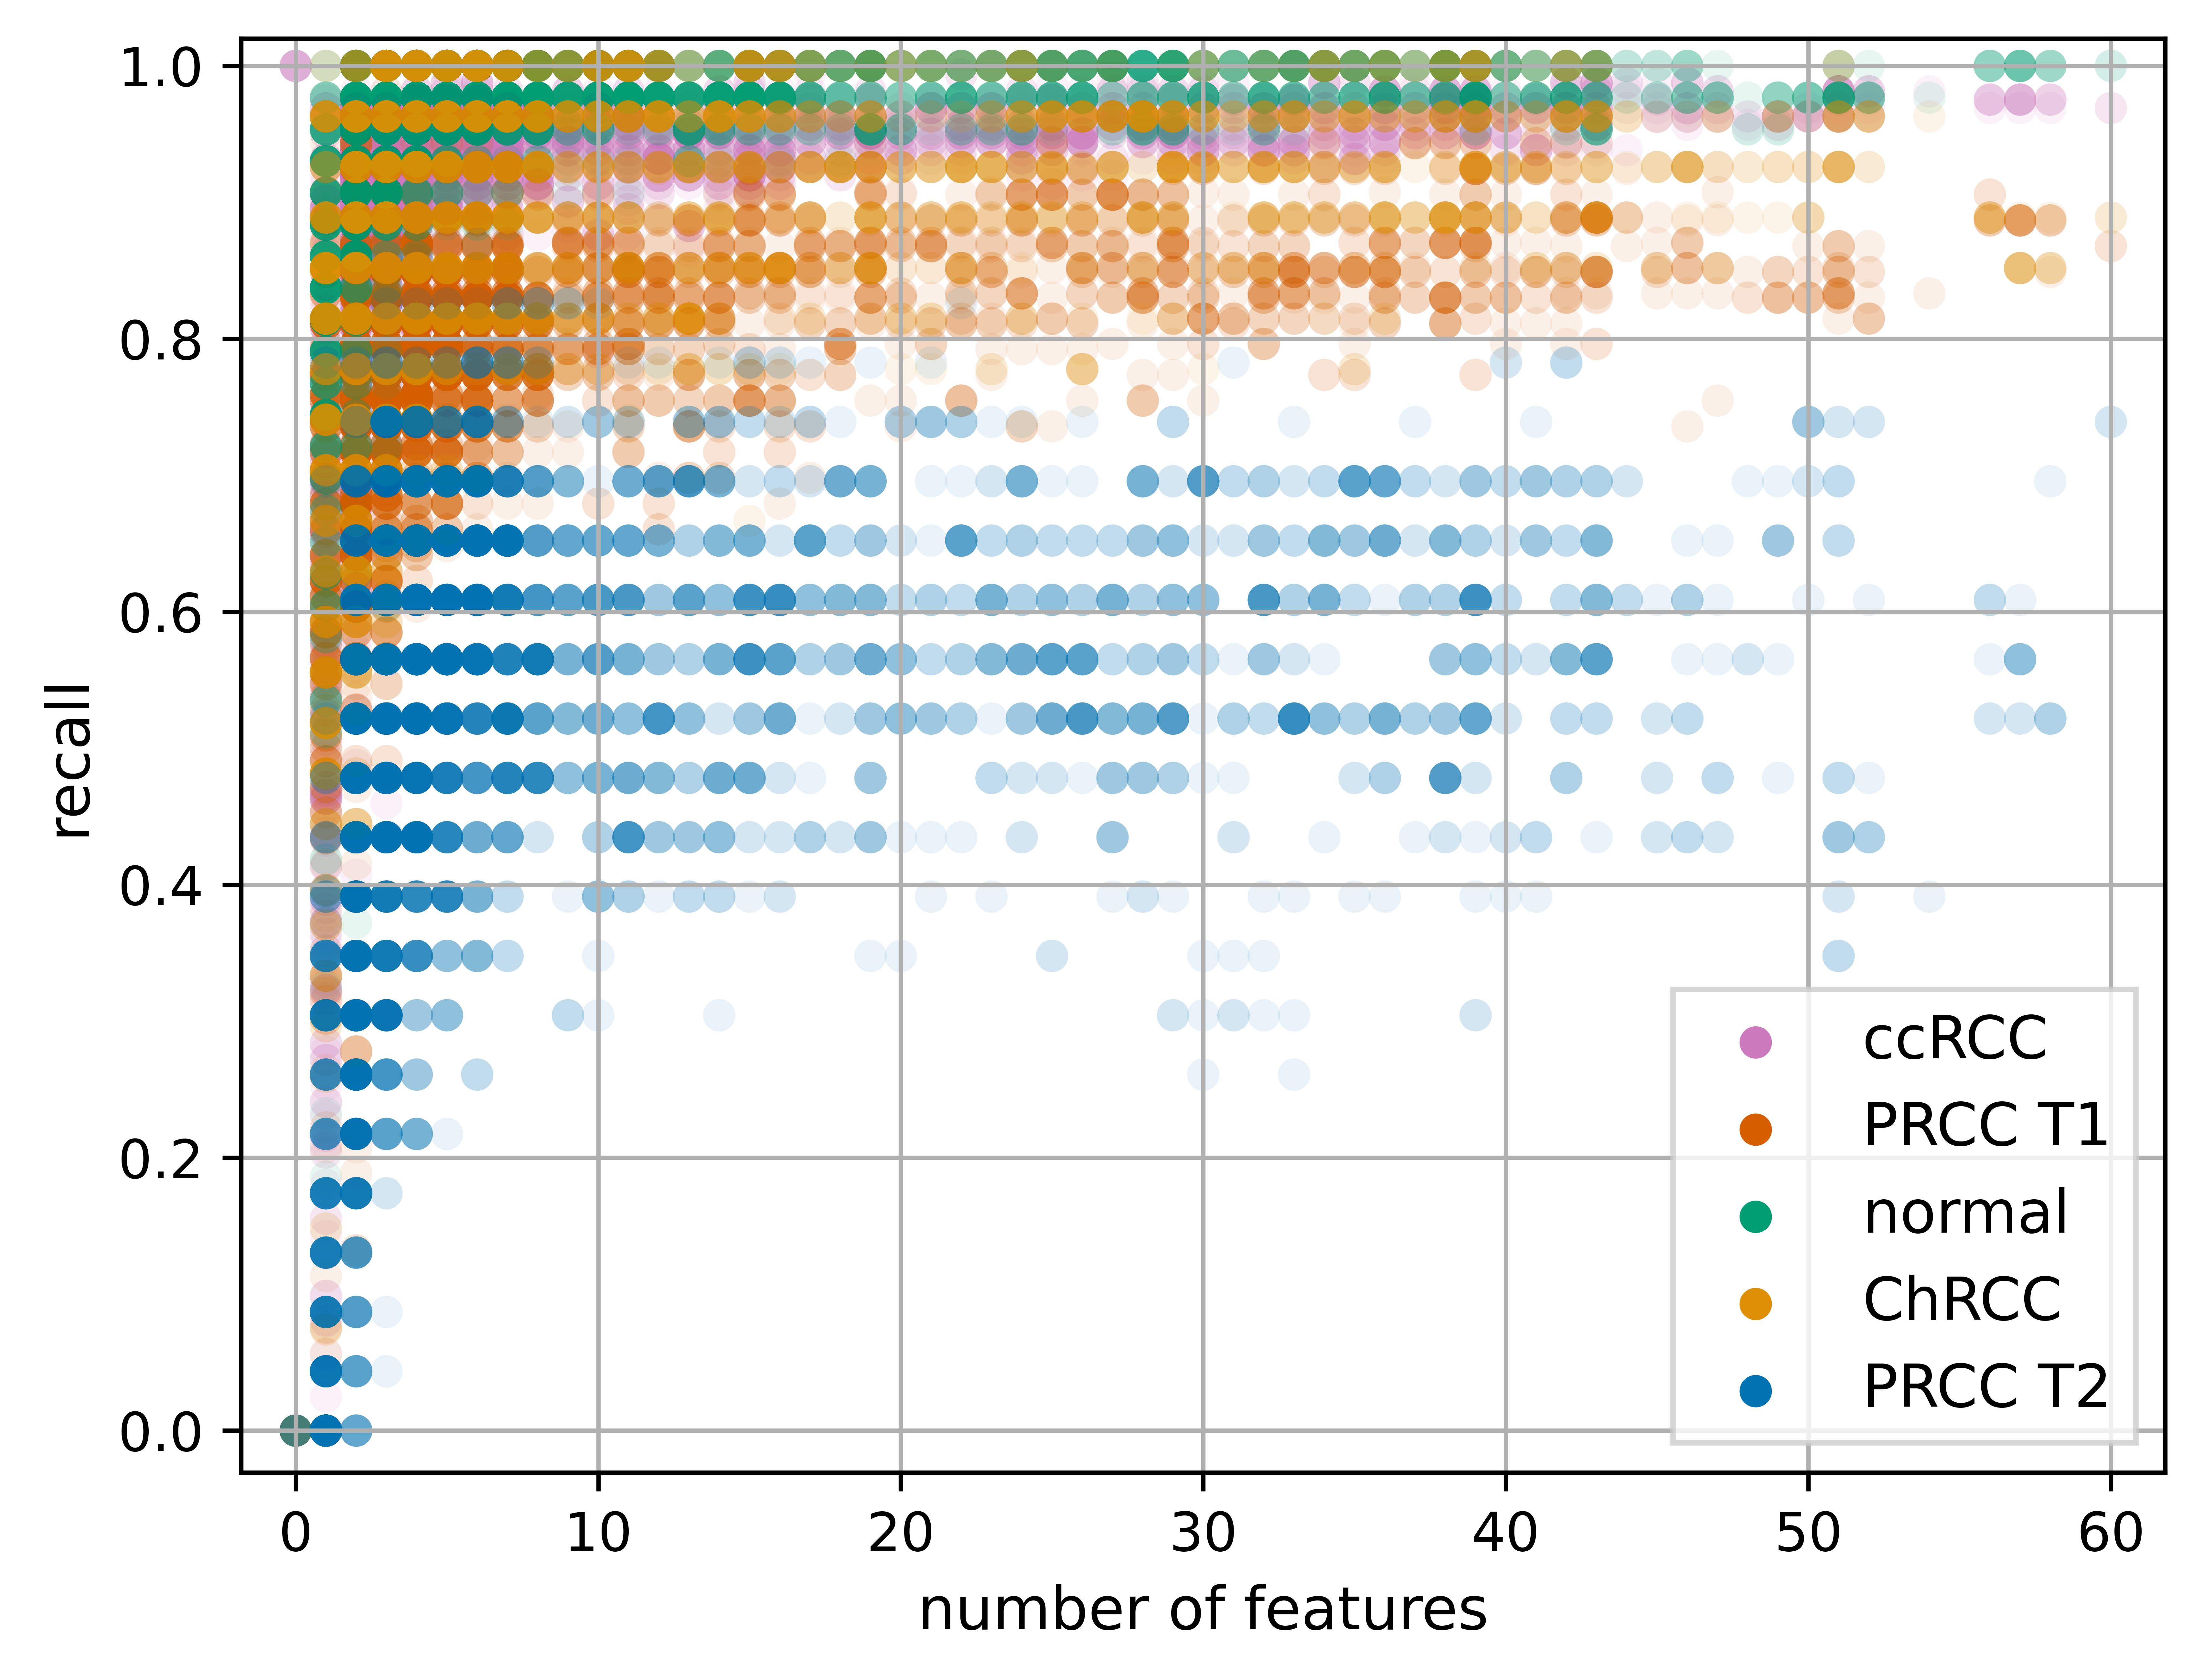 1.0
0.8
0.6
0.4
0.2
0.0
recall
0 10 20 30 40 50 60
number of features
ccRCC
PRCC T1
normal
ChRCC
PRCC T2